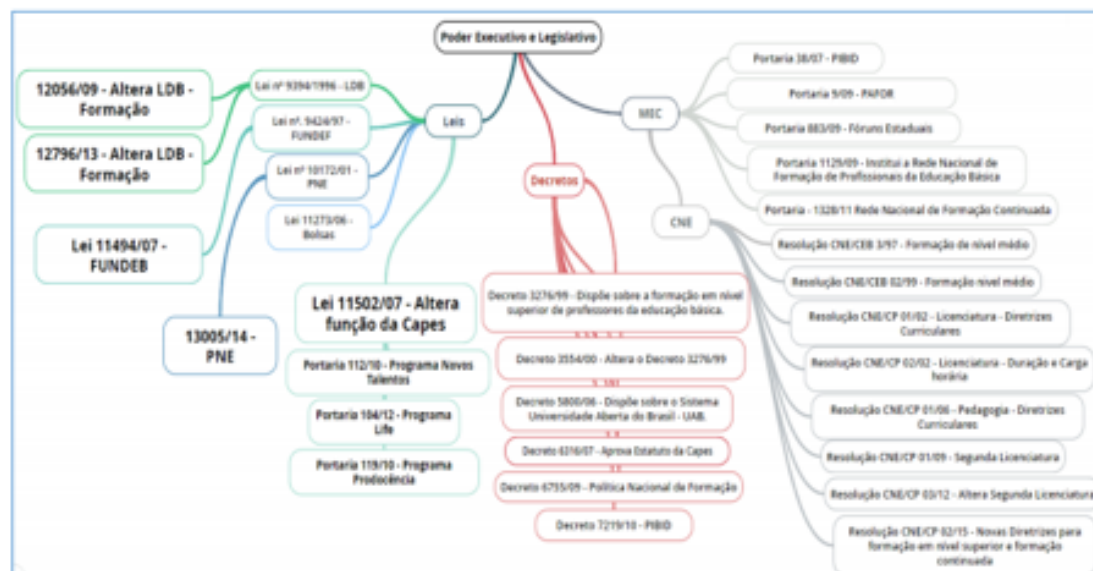 Poder Executivo e Legislativo
Leis
Lei nº 9394/1996 - LDB
12056/09 - Altera LDB -
Formação
12796/13 - Altera LDB -
Formação
Lei nº. 9424/97 -
FUNDEF
Lei 11494/07 -
FUNDEB
Lei nº 10172/01 -
PNE
13005/14 -
PNE
Lei 11273/06 -
Bolsas
Lei 11502/07 - Altera
função da Capes
Portaria 112/10 - Programa Novos
Talentos
Portaria 104/12 - Programa
Life
Portaria 119/10 - Programa
Prodocência
Decretos
Decreto 3276/99 - Dispõe sobre a formação em nível
superior de professores da educação básica.
Decreto 3554/00 - Altera o Decreto 3276/99
Decreto 5800/06 - Dispõe sobre o Sistema
Universidade Aberta do Brasil - UAB.
Decreto 6316/07 - Aprova Estatuto da Capes
Decreto 6755/09 - Política Nacional de Formação
Decreto 7219/10 - PIBID
MEC
Portaria 38/07 - PIBID
Portaria 9/09 - PAFOR
Portaria 883/09 - Fóruns Estaduais
Portaria 1129/09 - Institui a Rede Nacional de
Formação de Profissionais da Educação Básica
Portaria - 1328/11 Rede Nacional de Formação Continuada
CNE
Resolução CNE/CEB 3/97 - Formação de nível médio
Resolução CNE/CEB 02/99 - Formação nível médio
Resolução CNE/CP 01/02 - Licenciatura - Diretrizes
Curriculares
Resolução CNE/CP 02/02 - Licenciatura - Duração e Carga
horária
Resolução CNE/CP 01/06 - Pedagogia - Diretrizes
Curriculares
Resolução CNE/CP 01/09 - Segunda Licenciatura
Resolução CNE/CP 03/12 - Altera Segunda Licenciatura
Resolução CNE/CP 02/15 - Novas Diretrizes para
formação em nível superior e formação
continuada